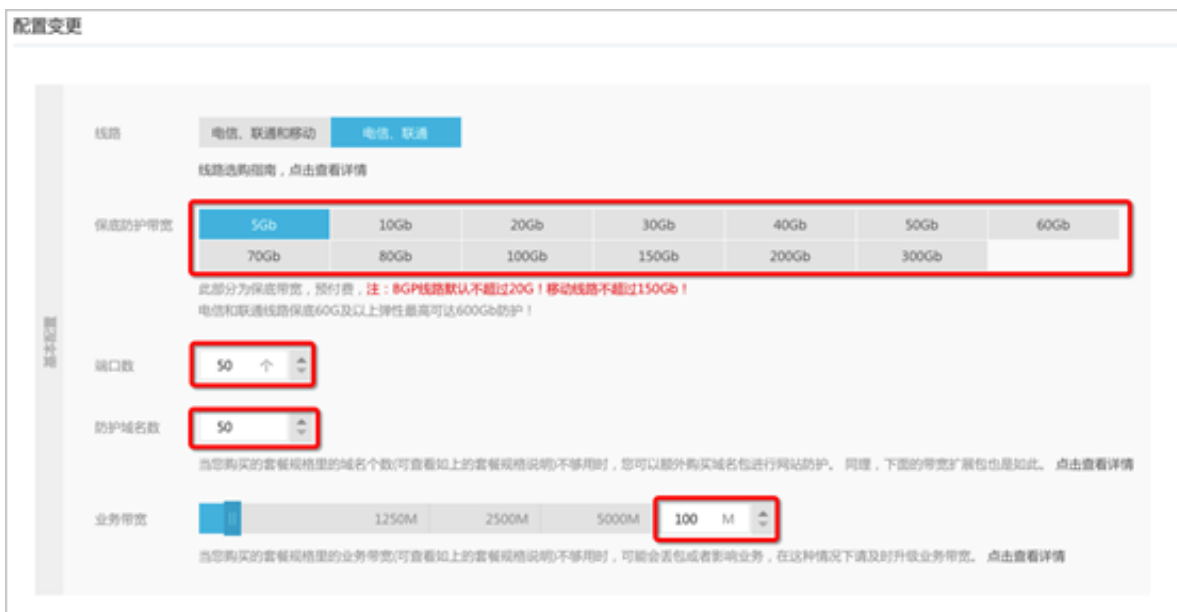 配置变更
线路 电信、联通和移动 电信、联通
线路选购指南，点击查看详情
保底防护带宽 5Gb 10Gb 20Gb 30Gb 40Gb 50Gb 60Gb
70Gb 80Gb 100Gb 150Gb 200Gb 300Gb
此部分为保底带宽，预付费，注：BGP线路默认不超过20G！移动线路不超过150Gb！
电信和联通线路保底60G及以上弹性最高可达600Gb防护！
基本配置
端口数 50 个
防护域名数 50
当您购买的套餐规格里的域名个数(可查看如上的套餐规格说明)不够用时，您可以额外购买域名包进行网站防护。 同理，下面的带宽扩展包也是如此。 点击查看详情
业务带宽 1250M 2500M 5000M 100 M
当您购买的套餐规格里的业务带宽(可查看如上的套餐规格说明)不够用时，可能会丢包或者影响业务，在这种情况下请及时升级业务带宽。 点击查看详情